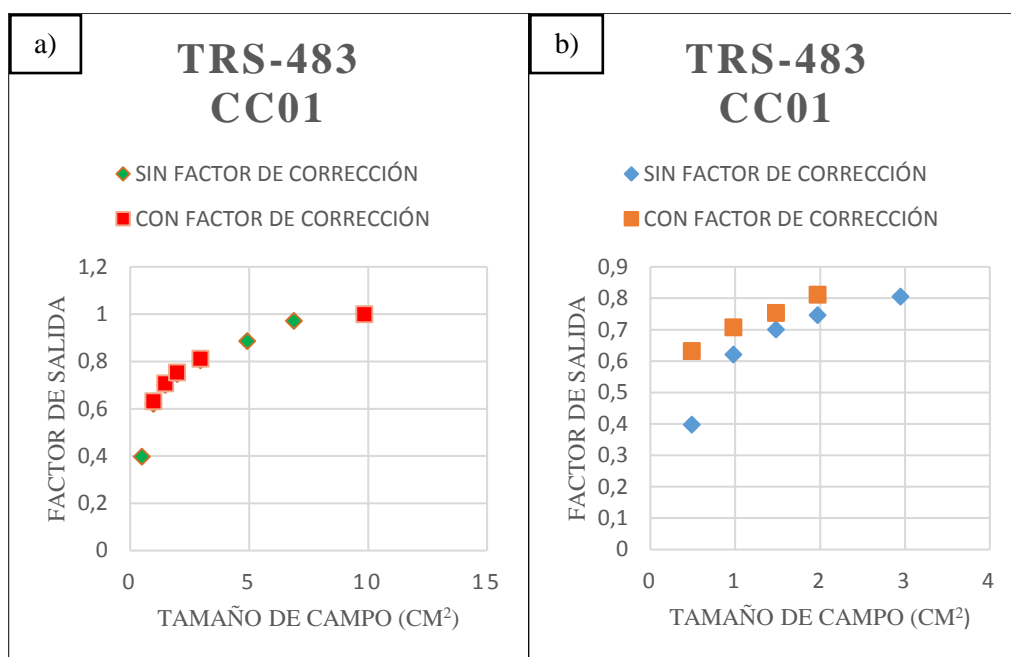 a)
TRS-483
CC01
SIN FACTOR DE CORRECCIÓN
CON FACTOR DE CORRECCIÓN
FACTOR DE SALIDA
1,2
1
0,8
0,6
0,4
0,2
0
0 5 10 15
TAMAÑO DE CAMPO (CM²)
b)
TRS-483
CC01
SIN FACTOR DE CORRECCIÓN
CON FACTOR DE CORRECCIÓN
FACTOR DE SALIDA
0,9
0,8
0,7
0,6
0,5
0,4
0,3
0,2
0,1
0
0 1 2 3 4
TAMAÑO DE CAMPO (CM²)